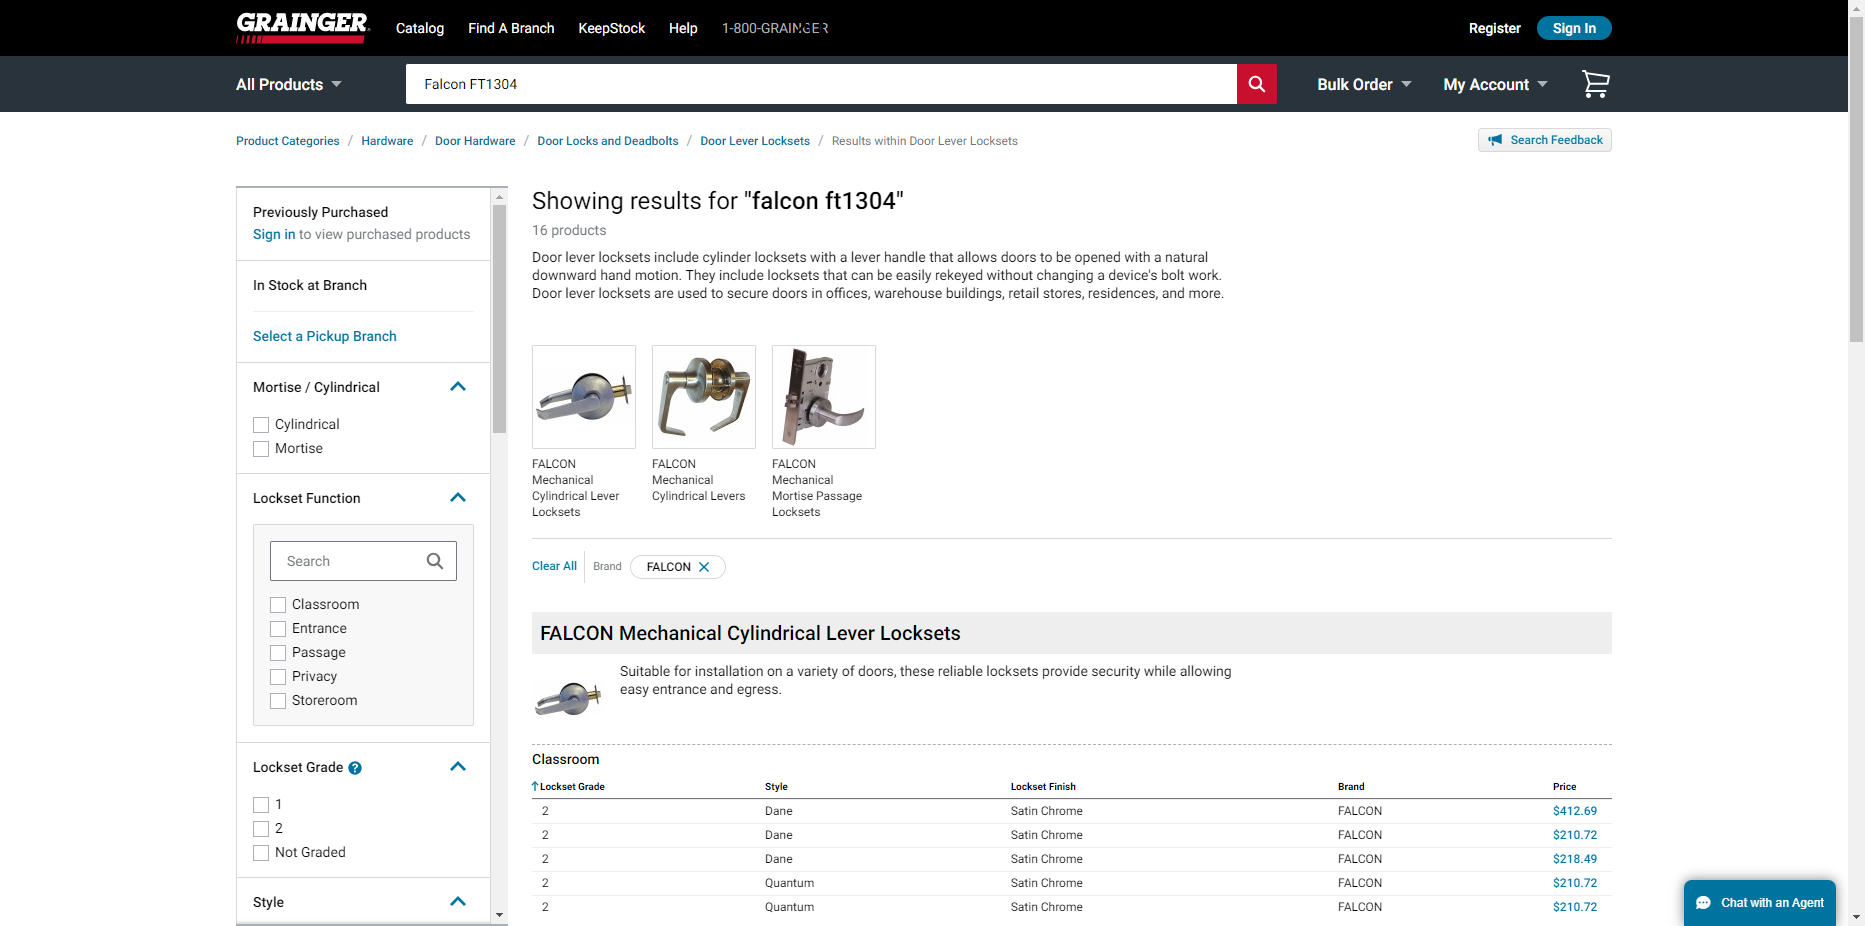 GRAINGER
Catalog
Find A Branch
KeepStock
Help
1-800-GRAINGER
Register
Sign In
All Products
Falcon FT1304
Bulk Order
My Account
Product Categories / Hardware / Door Hardware / Door Locks and Deadbolts / Door Lever Locksets / Results within Door Lever Locksets
Search Feedback
Previously Purchased
Sign in to view purchased products
In Stock at Branch
Select a Pickup Branch
Mortise / Cylindrical
Cylindrical
Mortise
Lockset Function
Search
Classroom
Entrance
Passage
Privacy
Storeroom
Lockset Grade ?
1
2
Not Graded
Style
Showing results for "falcon ft1304"
16 products
Door lever locksets include cylinder locksets with a lever handle that allows doors to be opened with a natural
downward hand motion. They include locksets that can be easily rekeyed without changing a device's bolt work.
Door lever locksets are used to secure doors in offices, warehouse buildings, retail stores, residences, and more.
FALCON
Mechanical
Cylindrical Lever
Locksets
FALCON
Mechanical
Cylindrical Levers
FALCON
Mechanical
Mortise Passage
Locksets
Clear All
Brand
FALCON
FALCON Mechanical Cylindrical Lever Locksets
Suitable for installation on a variety of doors, these reliable locksets provide security while allowing
easy entrance and egress.
Classroom
Lockset Grade Style Lockset Finish Brand Price
2 Dane Satin Chrome FALCON $412.69
2 Dane Satin Chrome FALCON $210.72
2 Dane Satin Chrome FALCON $218.49
2 Quantum Satin Chrome FALCON $210.72
2 Quantum Satin Chrome FALCON $210.72
Chat with an Agent